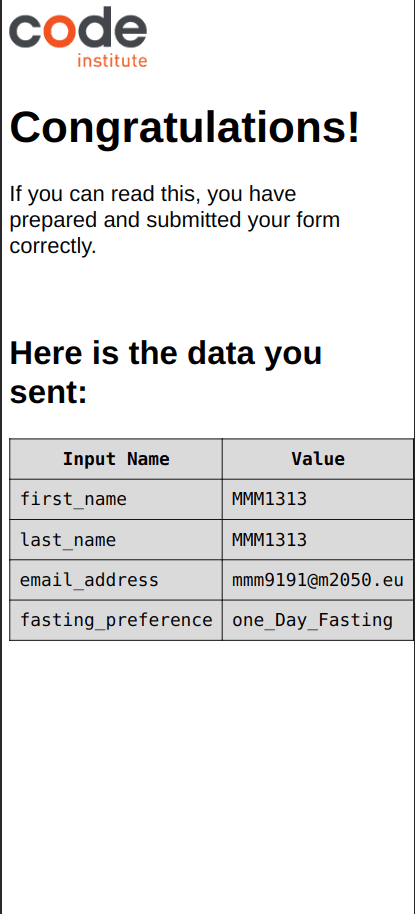 code
institute
Congratulations!
If you can read this, you have
prepared and submitted your form
correctly.
Here is the data you
sent:
Input Name Value
first_name MMM1313
last_name MMM1313
email_address mmm9191@m2050.eu
fasting_preference one_Day_Fasting